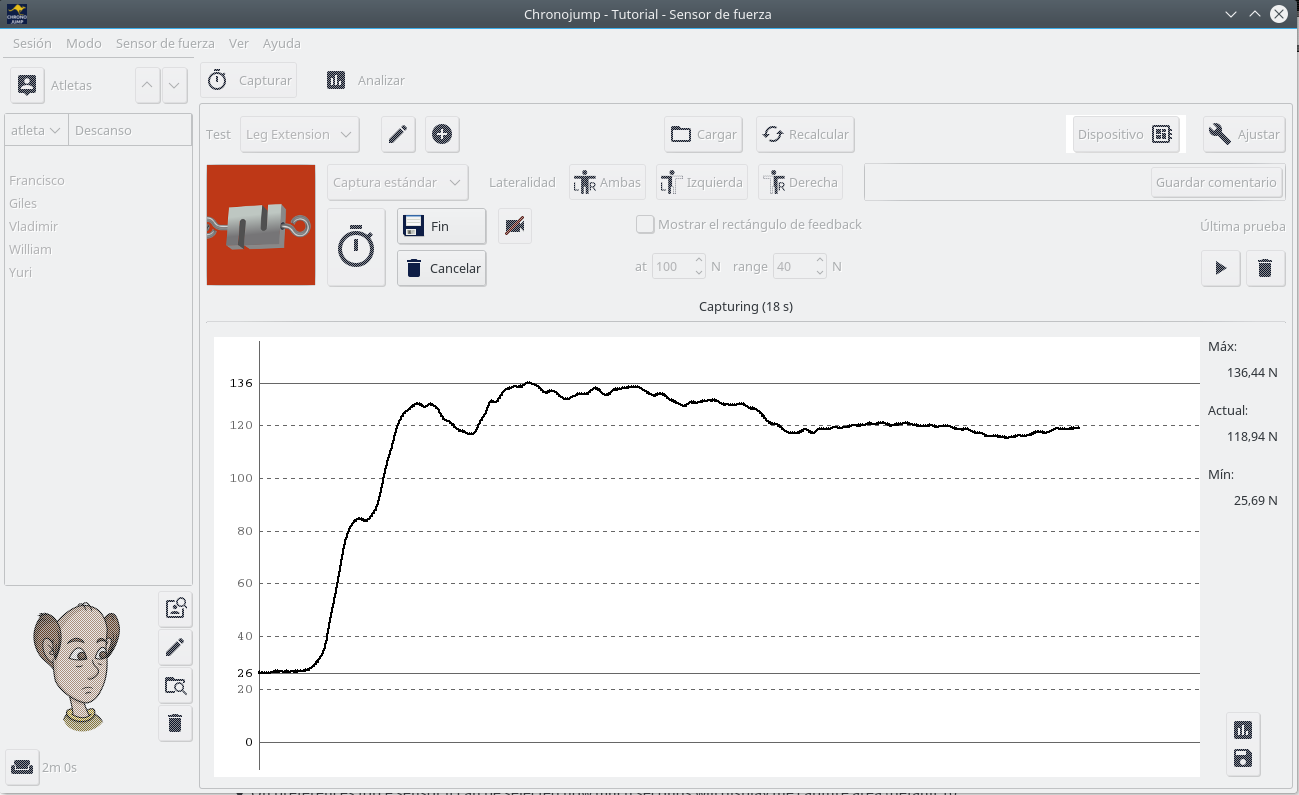 Chronojump - Tutorial - Sensor de fuerza
CHRONO
JUMP
Sesión Modo Sensor de fuerza Ver Ayuda
Atletas
Capturar Analizar
atleta Descanso
Francisco
Giles
Vladimir
William
Yuri
2m 0s
Test Leg Extension Cargar Recalcular Dispositivo Ajustar
Captura estándar Lateralidad L R Ambas L Izquierda R Derecha Guardar comentario
Fin Mostrar el rectángulo de feedback Última prueba
Cancelar at 100 N range 40 N
Capturing (18 s)
136
120
100
80
60
40
26
20
0
Máx:
136,44 N
Actual:
118,94 N
Mín:
25,69 N